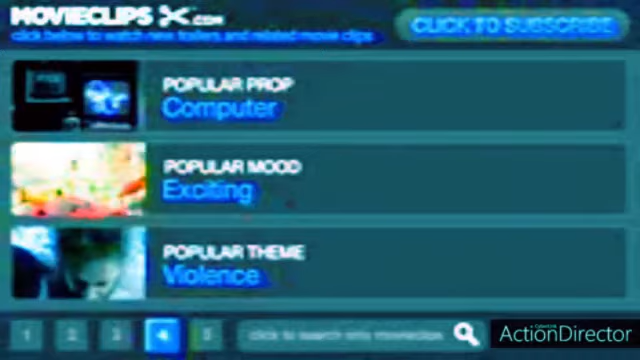 MOVIECLIPS .COM
click below to watch new trailers and related movie clips
CLICK TO SUBSCRIBE
POPULAR PROP
Computer
POPULAR MOOD
Exciting
POPULAR THEME
Violence
1 2 3 4 5
click to search into movieclips
CyberLink
ActionDirector